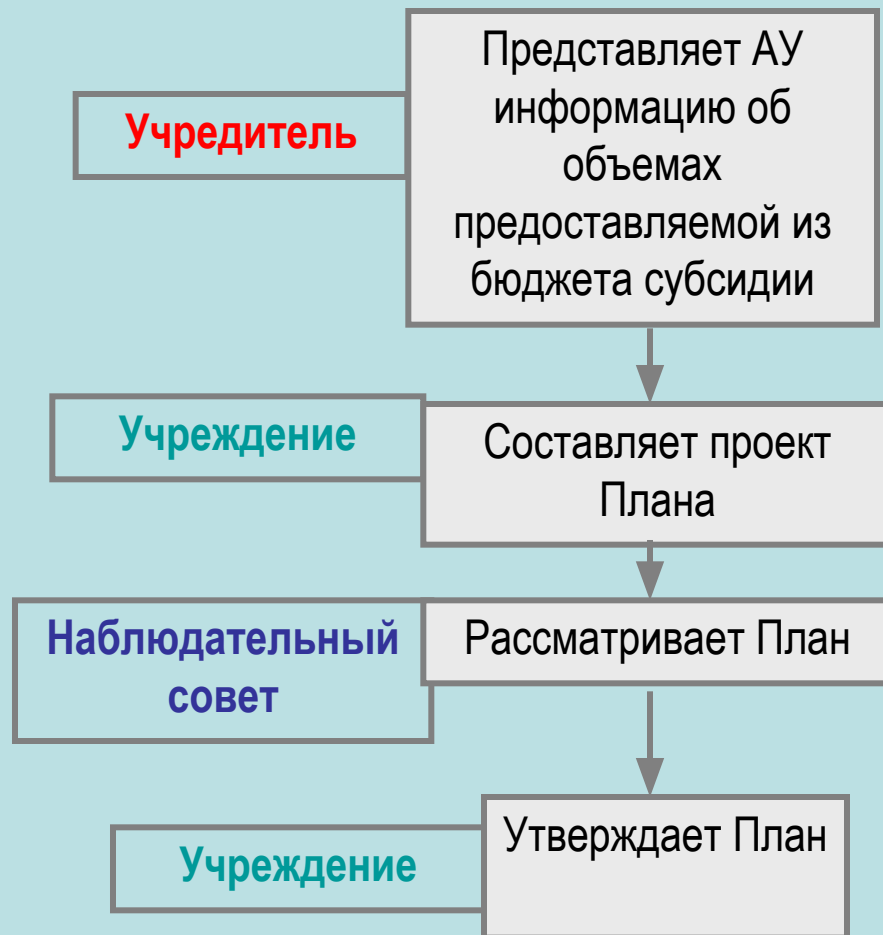 Учредитель
Представляет АУ
информацию об
объемах
предоставляемой из
бюджета субсидии
Учреждение
Составляет проект
Плана
Наблюдательный
совет
Рассматривает План
Учреждение
Утверждает План